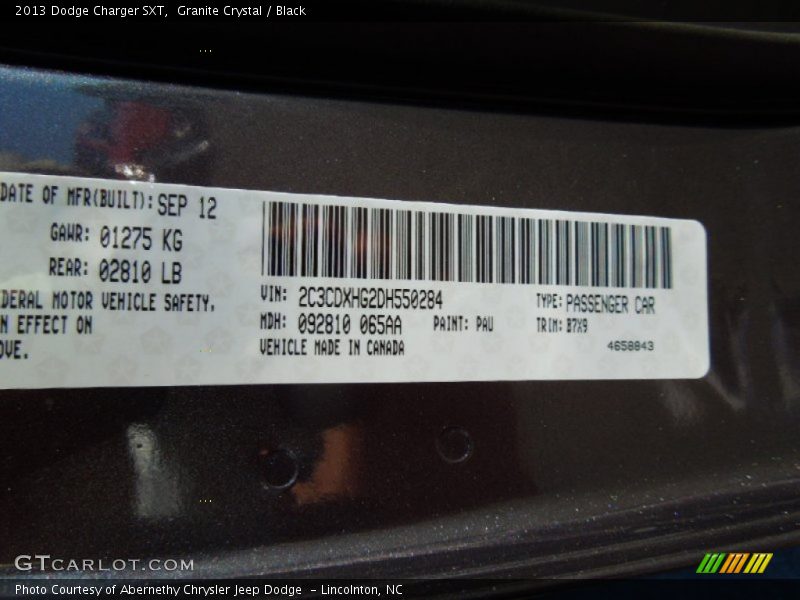 2013 Dodge Charger SXT,  Granite Crystal / Black
DATE OF MFR(BUILT): SEP 12
GAWR: 01275 KG
REAR: 02810 LB
DERAL MOTOR VEHICLE SAFETY,
N EFFECT ON
OVE.
VIN: 2C3CDXHG2DH550284
TYPE: PASSENGER CAR
MDH: 092810 065AA
PAINT: PAU
TRIM: B7X9
VEHICLE MADE IN CANADA
4658843
GTcarlot.com
Photo Courtesy of Abernethy Chrysler Jeep Dodge  – Lincolnton, NC